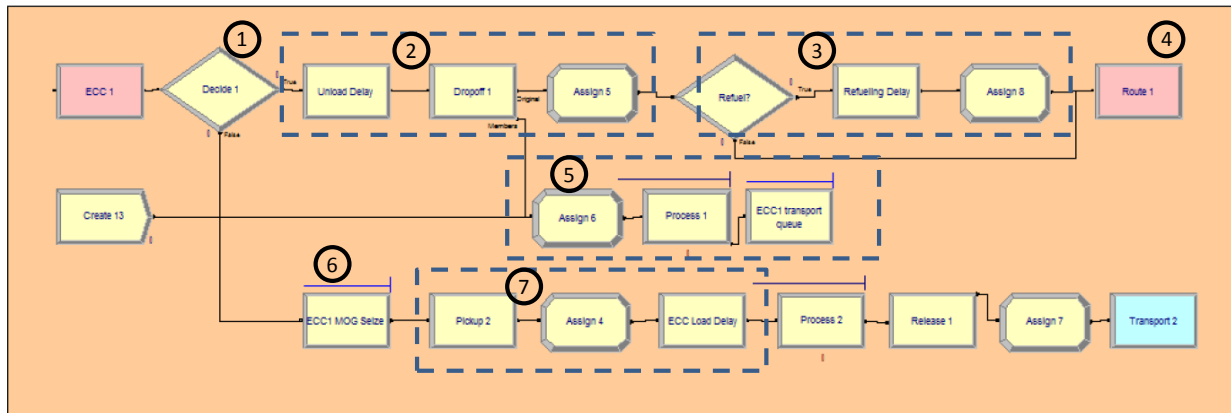 1
2
3
4
ECC 1
Decide 1
True
Unload Delay
Dropoff 1
Original
Members
Assign 5
Refuel?
True
Refueling Delay
Assign 8
Route 1
False
False
5
Create 13
Assign 6
Process 1
ECC1 transport
queue
6
7
ECC1 MOG Seize
Pickup 2
Assign 4
ECC Load Delay
Process 2
Release 1
Assign 7
Transport 2